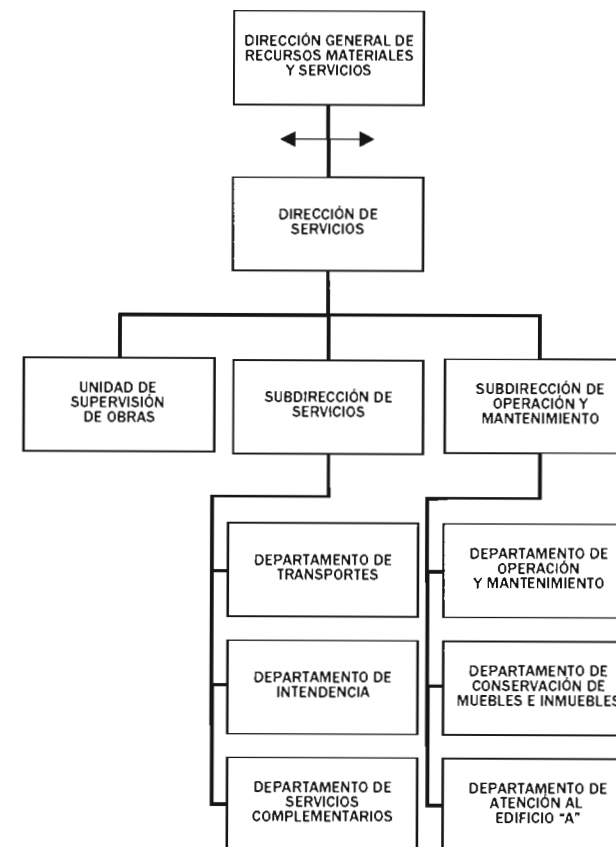 DIRECCIÓN GENERAL DE
RECURSOS MATERIALES
Y SERVICIOS
DIRECCIÓN DE
SERVICIOS
UNIDAD DE
SUPERVISIÓN
DE OBRAS
SUBDIRECCIÓN DE
SERVICIOS
SUBDIRECCIÓN DE
OPERACIÓN Y
MANTENIMIENTO
DEPARTAMENTO DE
TRANSPORTES
DEPARTAMENTO DE
OPERACIÓN
Y MANTENIMIENTO
DEPARTAMENTO DE
INTENDENCIA
DEPARTAMENTO DE
CONSERVACIÓN DE
MUEBLES E INMUEBLES
DEPARTAMENTO DE
SERVICIOS
COMPLEMENTARIOS
DEPARTAMENTO DE
ATENCIÓN AL
EDIFICIO "A"